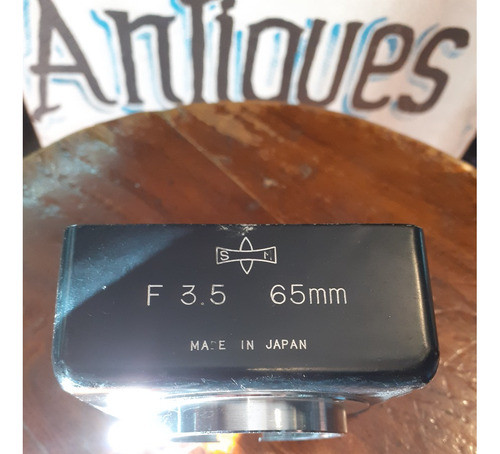 Antiques
S M
F 3.5 65mm
MADE IN JAPAN